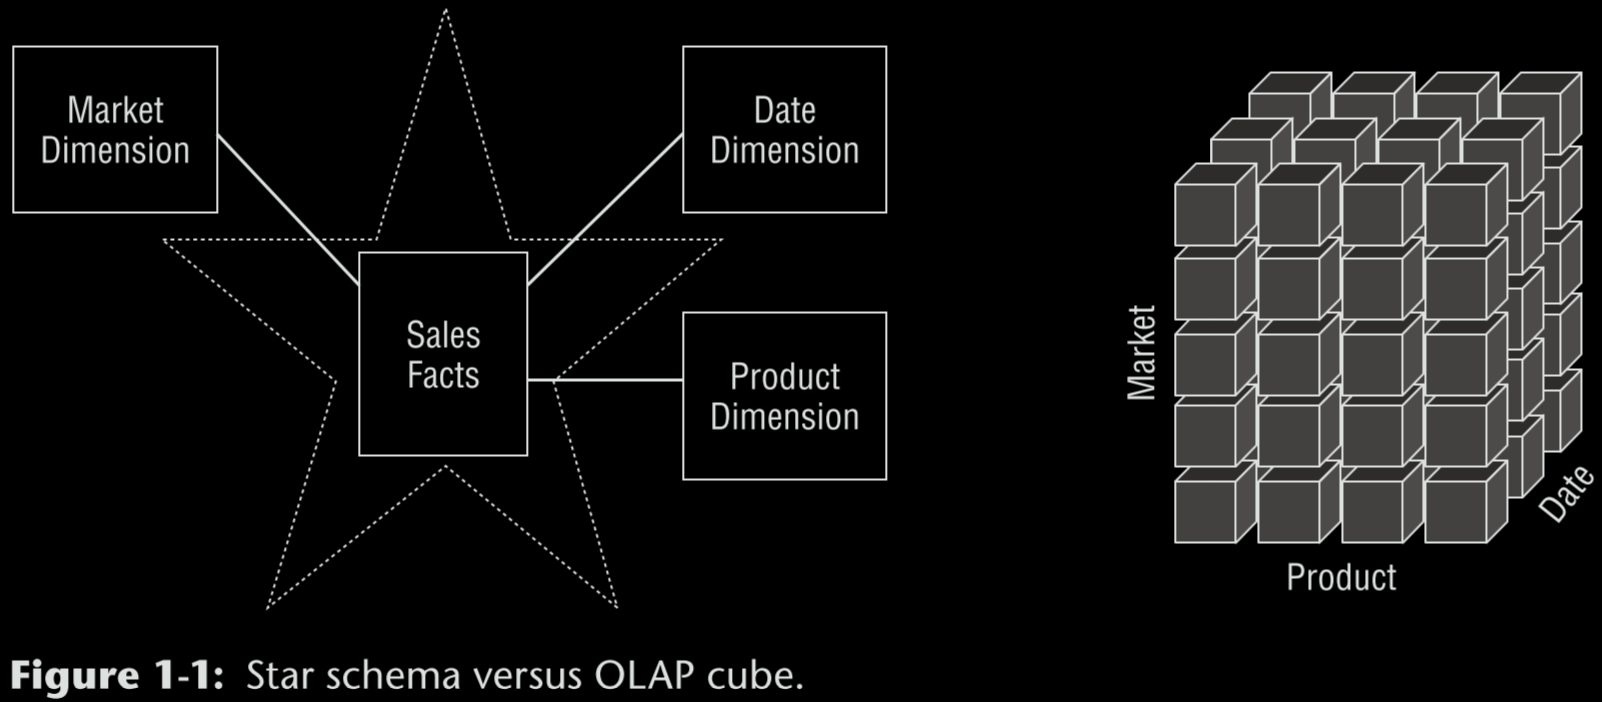 Market
Dimension
Date
Dimension
Sales
Facts
Product
Dimension
Market
Product
Date
Figure 1-1: Star schema versus OLAP cube.